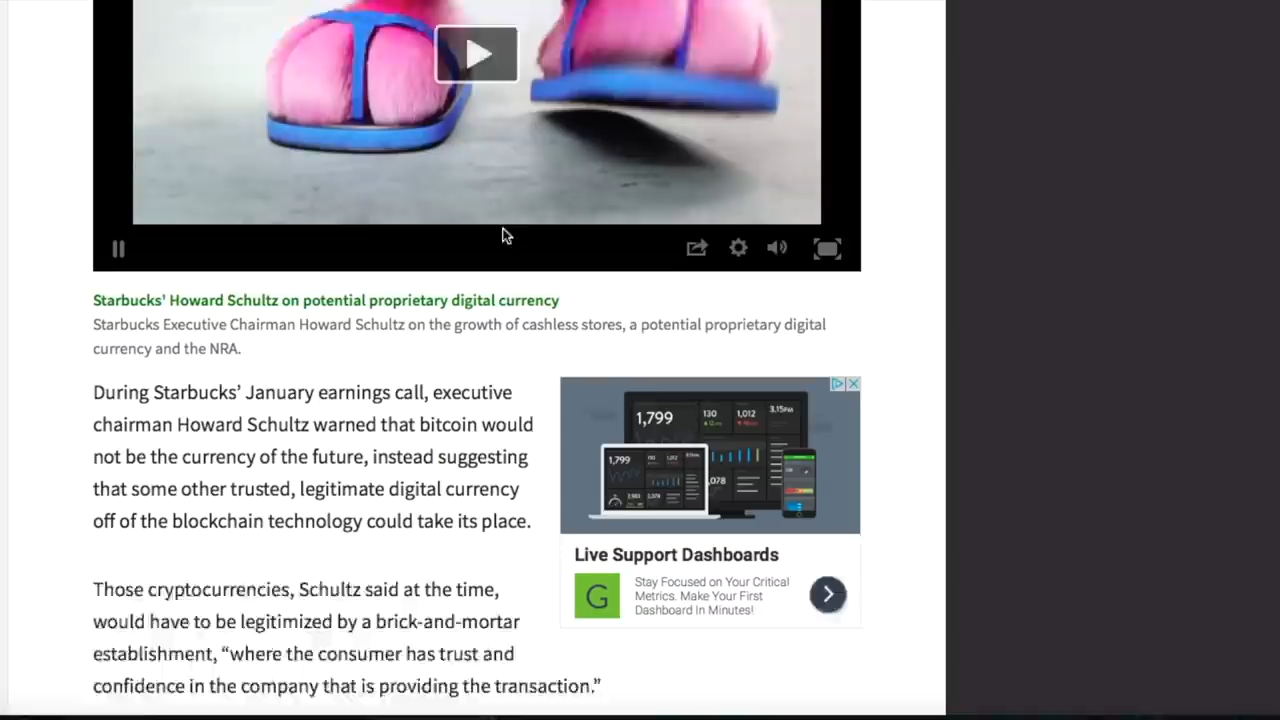 Starbucks' Howard Schultz on potential proprietary digital currency
Starbucks Executive Chairman Howard Schultz on the growth of cashless stores, a potential proprietary digital
currency and the NRA.
During Starbucks’ January earnings call, executive
chairman Howard Schultz warned that bitcoin would
not be the currency of the future, instead suggesting
that some other trusted, legitimate digital currency
off of the blockchain technology could take its place.
Those cryptocurrencies, Schultz said at the time,
would have to be legitimized by a brick-and-mortar
establishment, “where the consumer has trust and
confidence in the company that is providing the transaction.”
1,799
130
1,012
3.15PM
1,799
,078
Live Support Dashboards
G
Stay Focused on Your Critical
Metrics. Make Your First
Dashboard In Minutes!